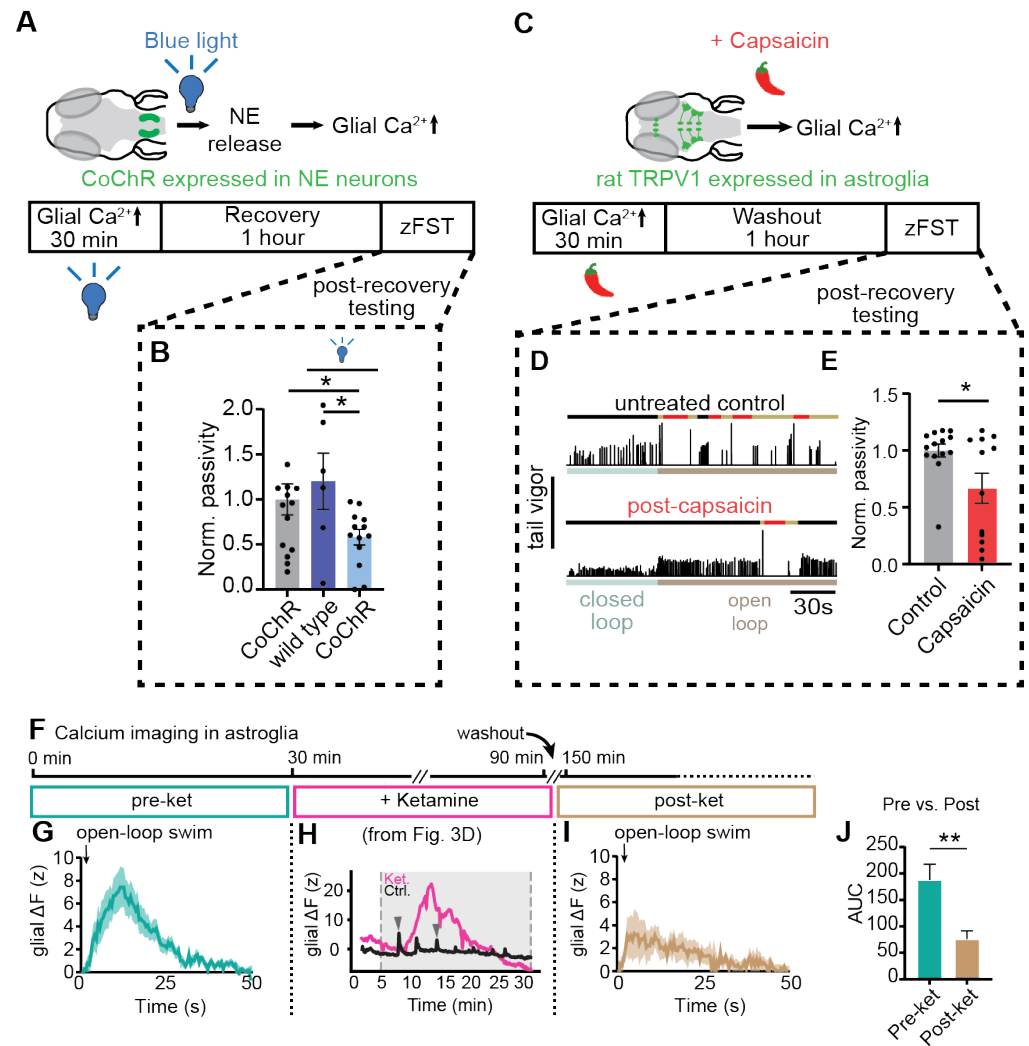 A
Blue light
NE
release
Glial Ca²⁺⬆
CoChR expressed in NE neurons
Glial Ca²⁺⬆
30 min
Recovery
1 hour
zFST
post-recovery
testing
B
*
*
Norm. passivity
2.0
1.5
1.0
0.5
0.0
CoChR
wild type
CoChR
C
+ Capsaicin
Glial Ca²⁺⬆
rat TRPV1 expressed in astroglia
Glial Ca²⁺⬆
30 min
Washout
1 hour
zFST
post-recovery
testing
D
untreated control
tail vigor
post-capsaicin
closed
loop
open
loop
30s
E
*
Norm. passivity
1.5
1.0
0.5
0.0
Control
Capsaicin
F
Calcium imaging in astroglia
washout
0 min
30 min
90 min
150 min
pre-ket
+ Ketamine
post-ket
G
open-loop swim
glial ΔF (z)
10
8
6
4
2
0
0
25
50
Time (s)
H
(from Fig. 3D)
Ket.
Ctrl.
glial ΔF (z)
20
10
0
0
5
10
15
20
25
30
Time (min)
I
open-loop swim
glial ΔF (z)
10
8
6
4
2
0
0
25
50
Time (s)
J
Pre vs. Post
**
AUC
250
200
150
100
50
0
Pre-ket
Post-ket